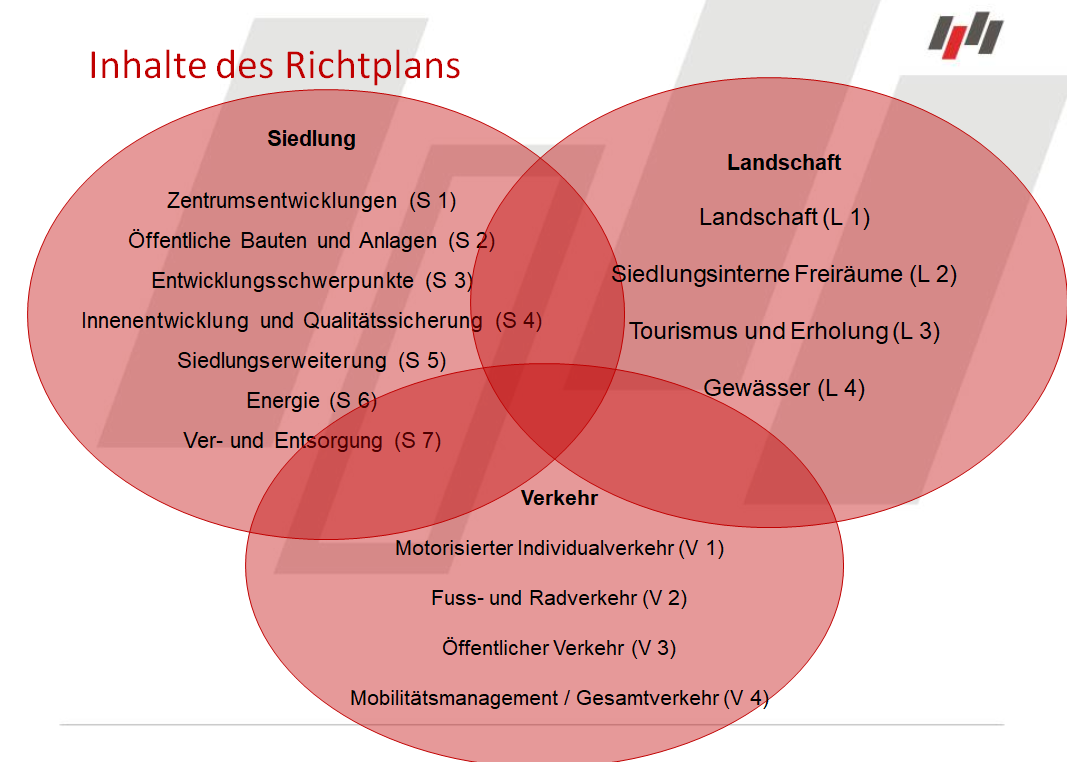 Inhalte des Richtplans
Siedlung
Zentrumsentwicklungen (S 1)
Öffentliche Bauten und Anlagen (S 2)
Entwicklungsschwerpunkte (S 3)
Innenentwicklung und Qualitätssicherung (S 4)
Siedlungserweiterung (S 5)
Energie (S 6)
Ver- und Entsorgung (S 7)
Landschaft
Landschaft (L 1)
Siedlungsinterne Freiräume (L 2)
Tourismus und Erholung (L 3)
Gewässer (L 4)
Verkehr
Motorisierter Individualverkehr (V 1)
Fuss- und Radverkehr (V 2)
Öffentlicher Verkehr (V 3)
Mobilitätsmanagement / Gesamtverkehr (V 4)